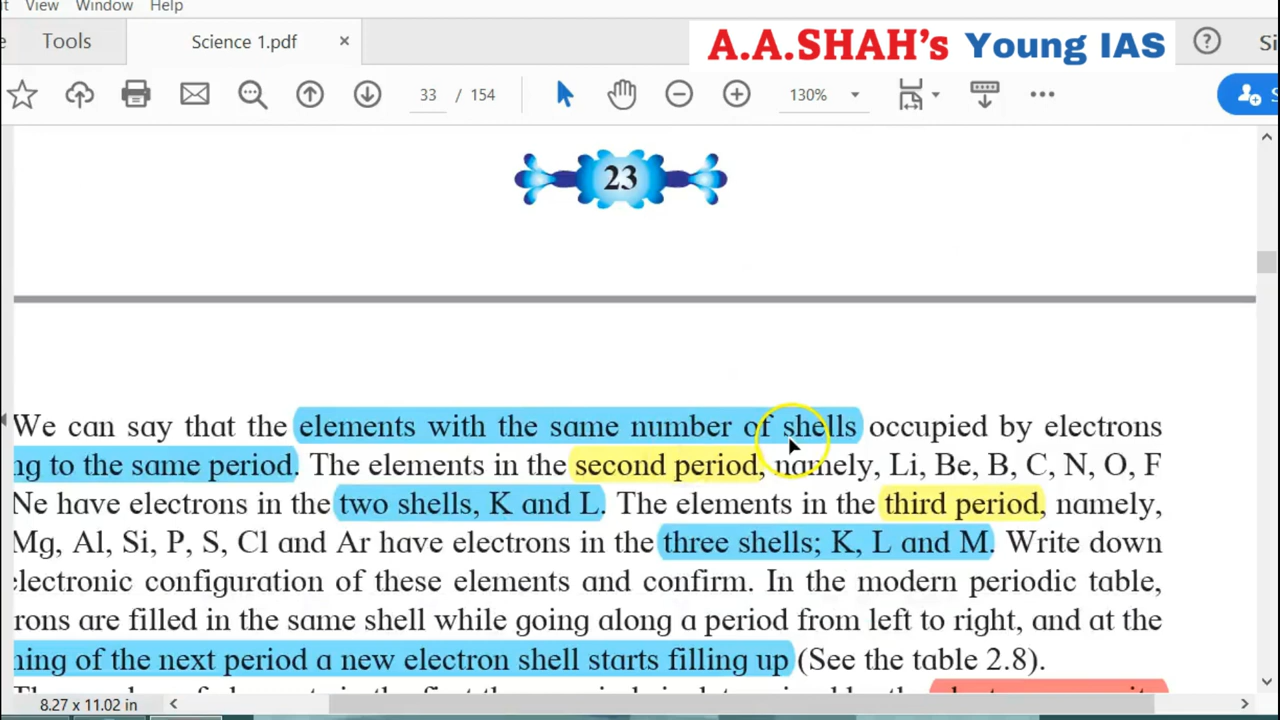 View Window Help
Tools
Science 1.pdf
×
A.A.SHAH's Young IAS
33 / 154
130%
23
We can say that the elements with the same number of shells occupied by electrons
to the same period. The elements in the second period, namely, Li, Be, B, C, N, O, F
Ne have electrons in the two shells, K and L. The elements in the third period, namely,
Mg, Al, Si, P, S, Cl and Ar have electrons in the three shells; K, L and M. Write down
electronic configuration of these elements and confirm. In the modern periodic table,
are filled in the same shell while going along a period from left to right, and at the
of the next period a new electron shell starts filling up (See the table 2.8).
8.27 x 11.02 in